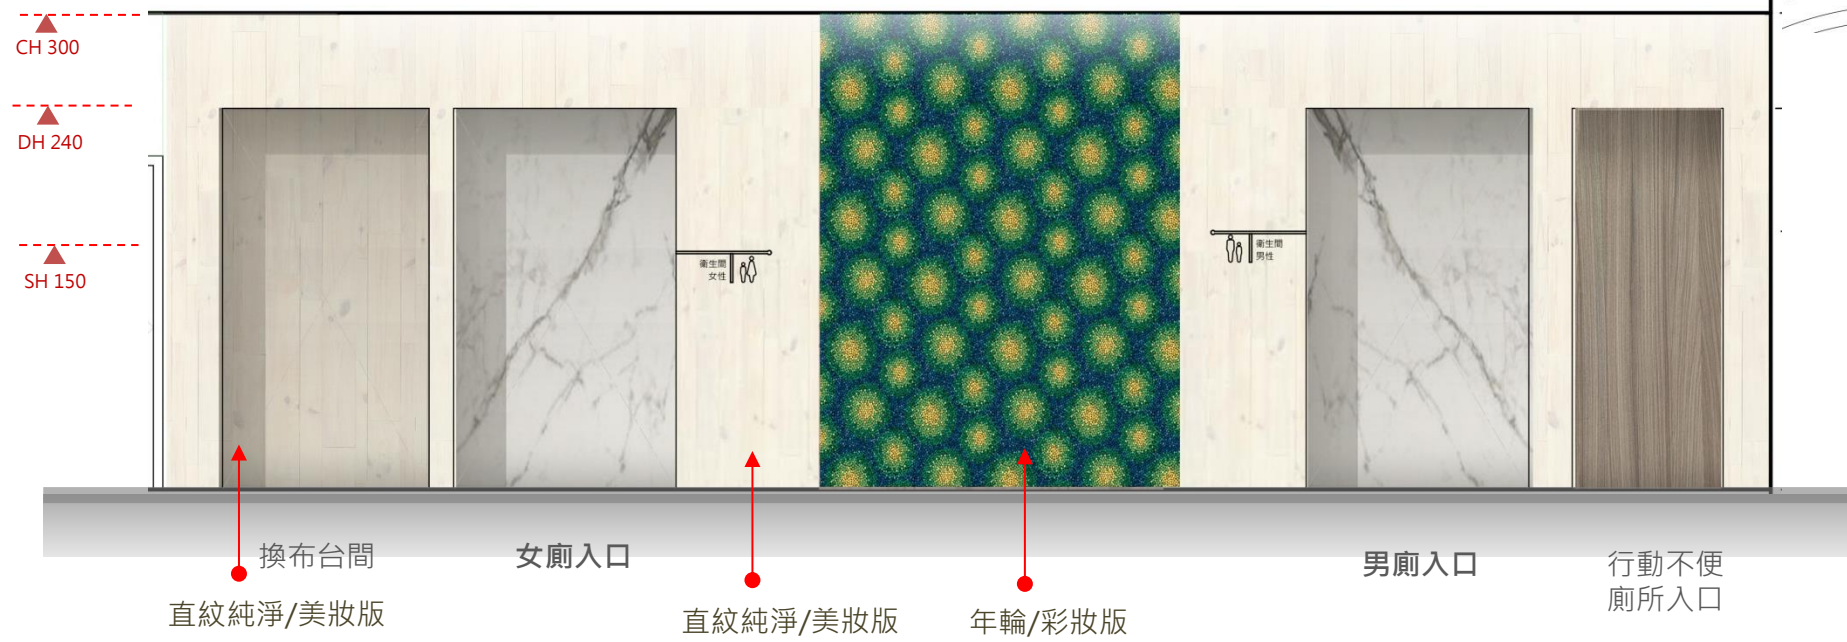 CH 300
DH 240
SH 150
衛生間
女性
衛生間
男性
換布台間
女廁入口
男廁入口
行動不便
廁所入口
直紋純淨/美妝版
直紋純淨/美妝版
年輪/彩妝版